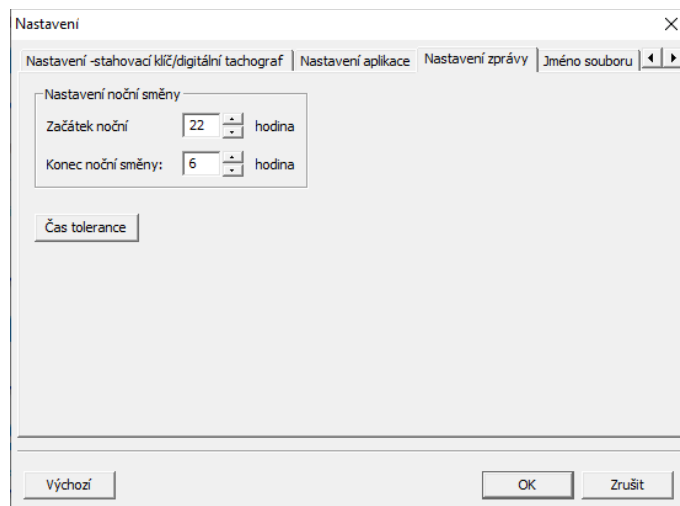 Nastavení
Nastavení -stahovací klíč/digitální tachograf Nastavení aplikace Nastavení zprávy Jméno souboru
Nastavení noční směny
Začátek noční 22 hodina
Konec noční směny: 6 hodina
Čas tolerance
Výchozí OK Zrušit